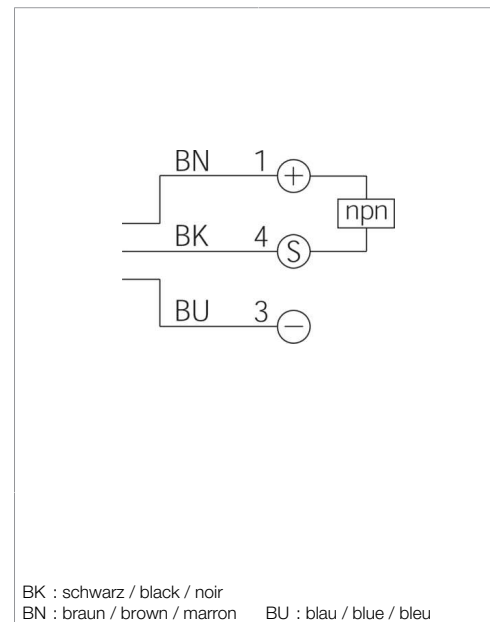 BN 1 +
npn
BK 4 S
BU 3 −
BK : schwarz / black / noir
BN : braun / brown / marron BU : blau / blue / bleu